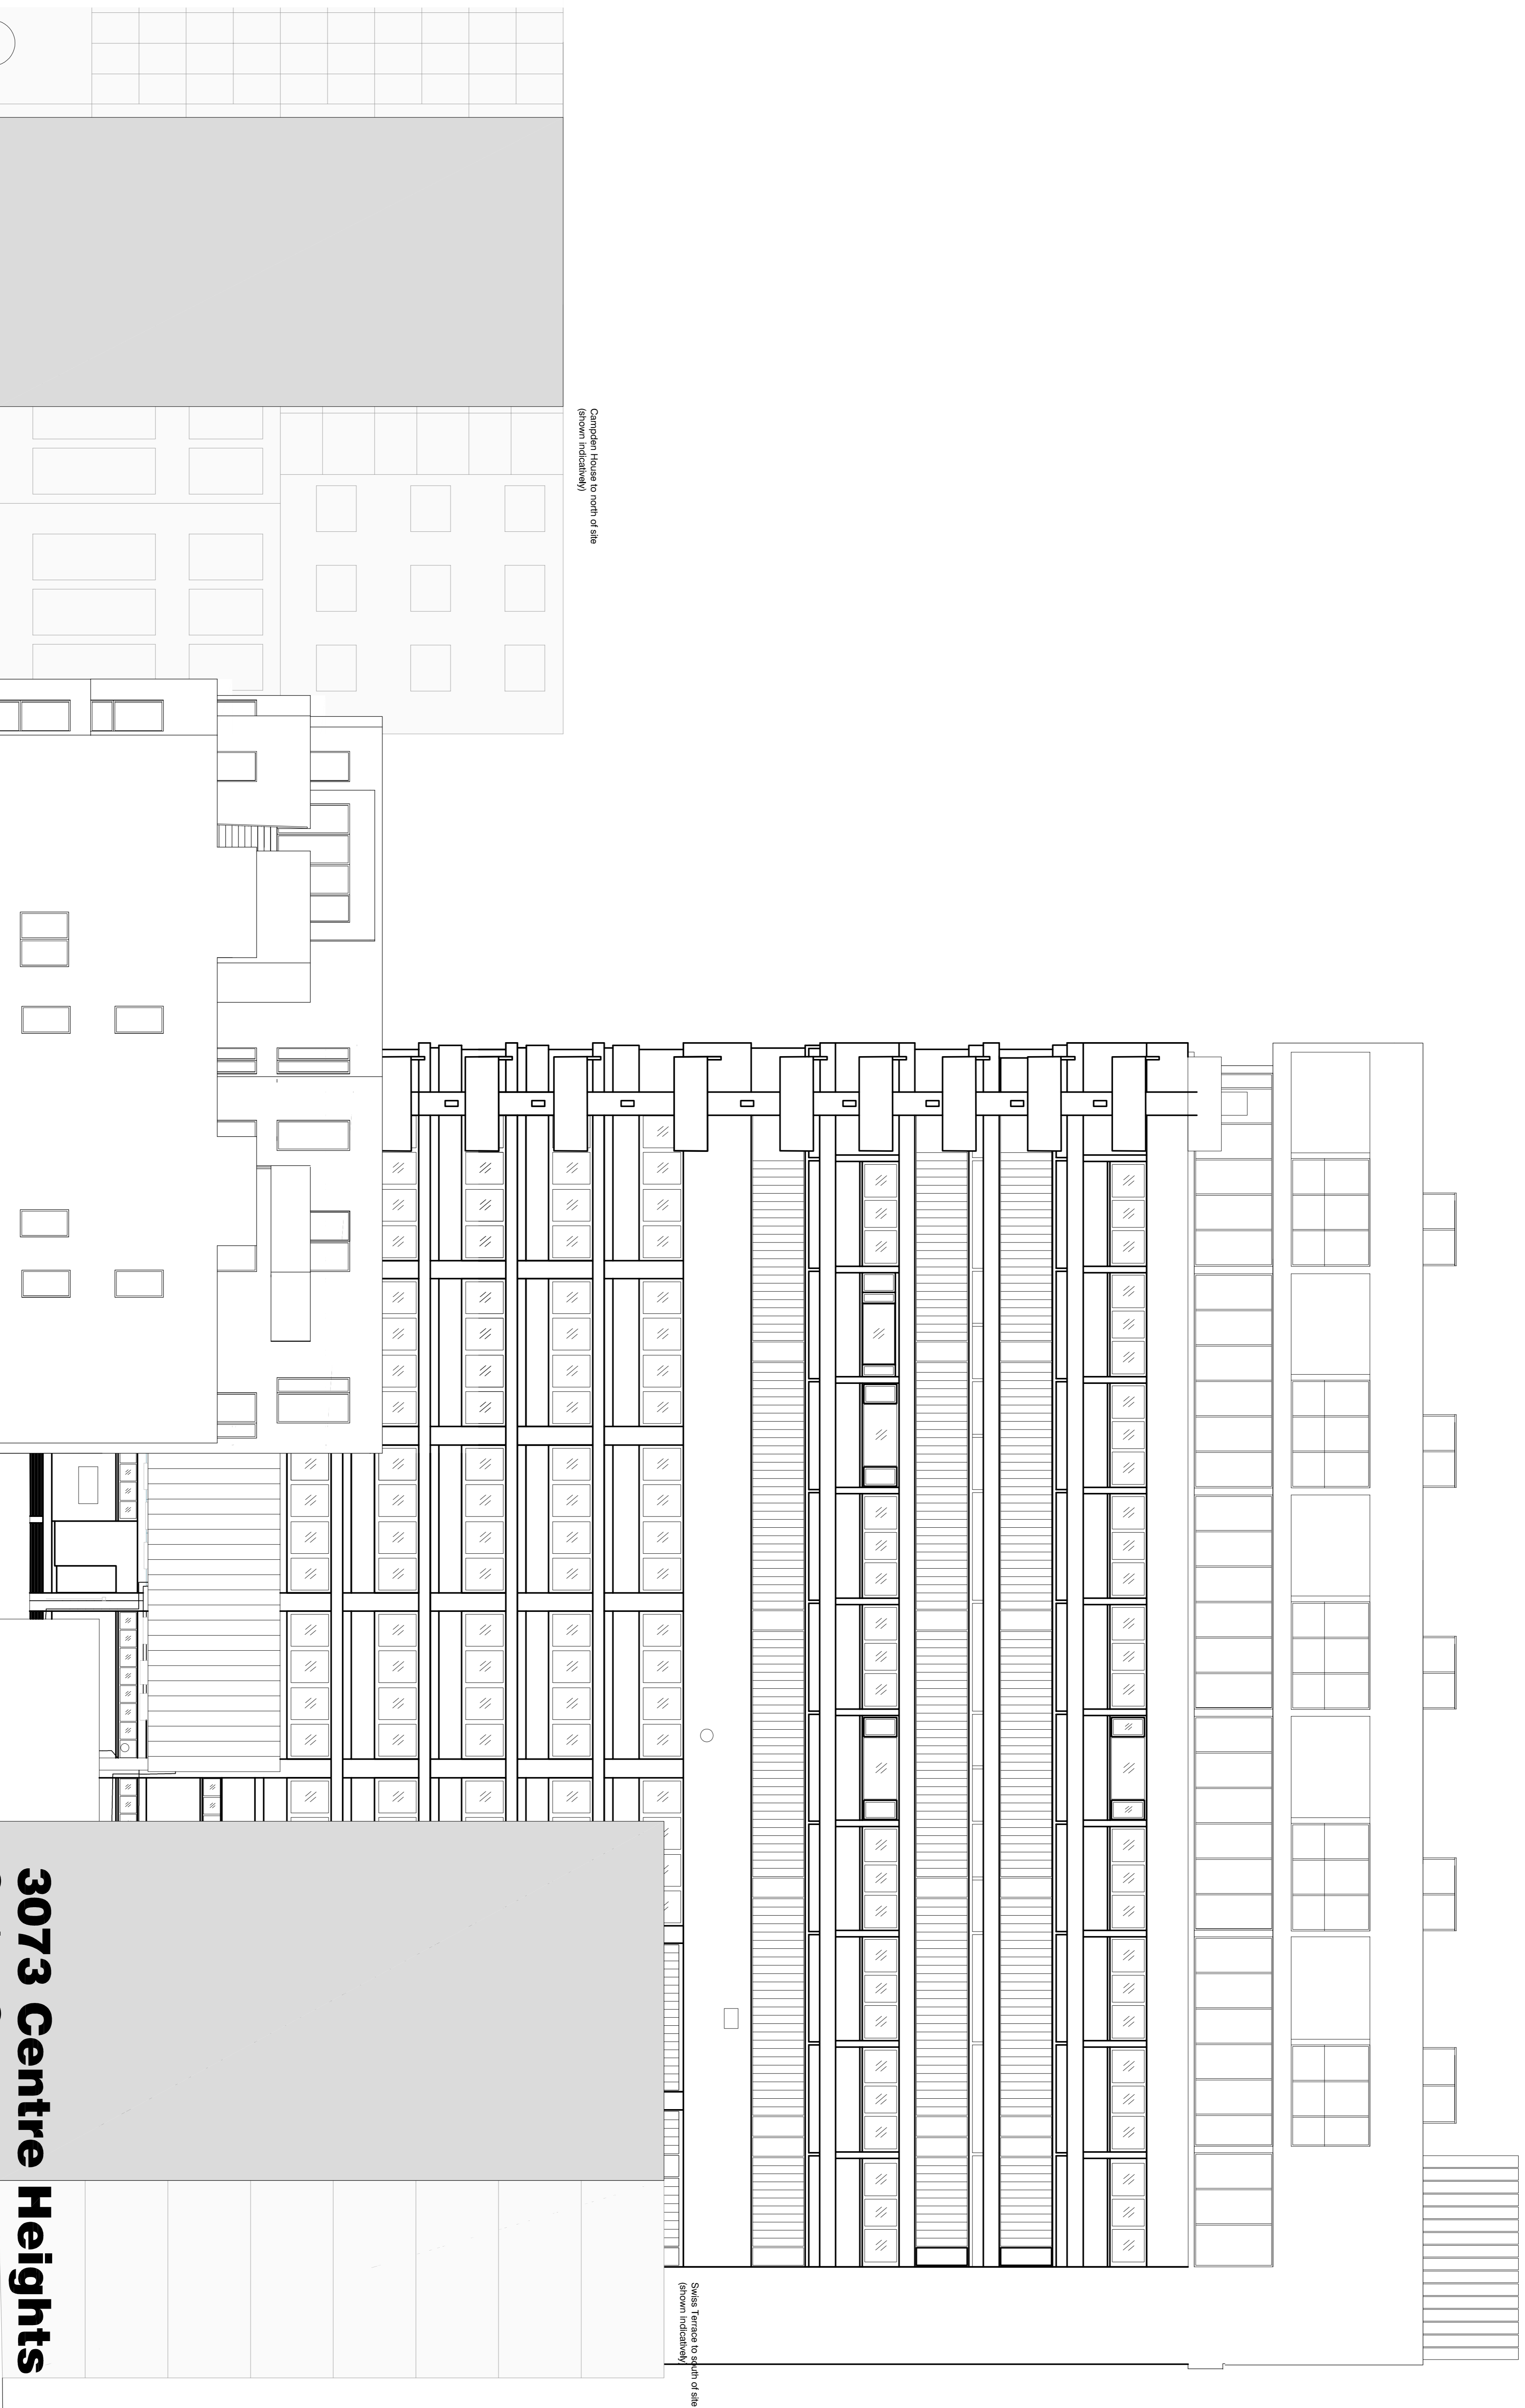 Campden House to north of site
(shown indicatively)
Swiss Terrace to south of site
(shown indicatively)
3073 Centre Heights